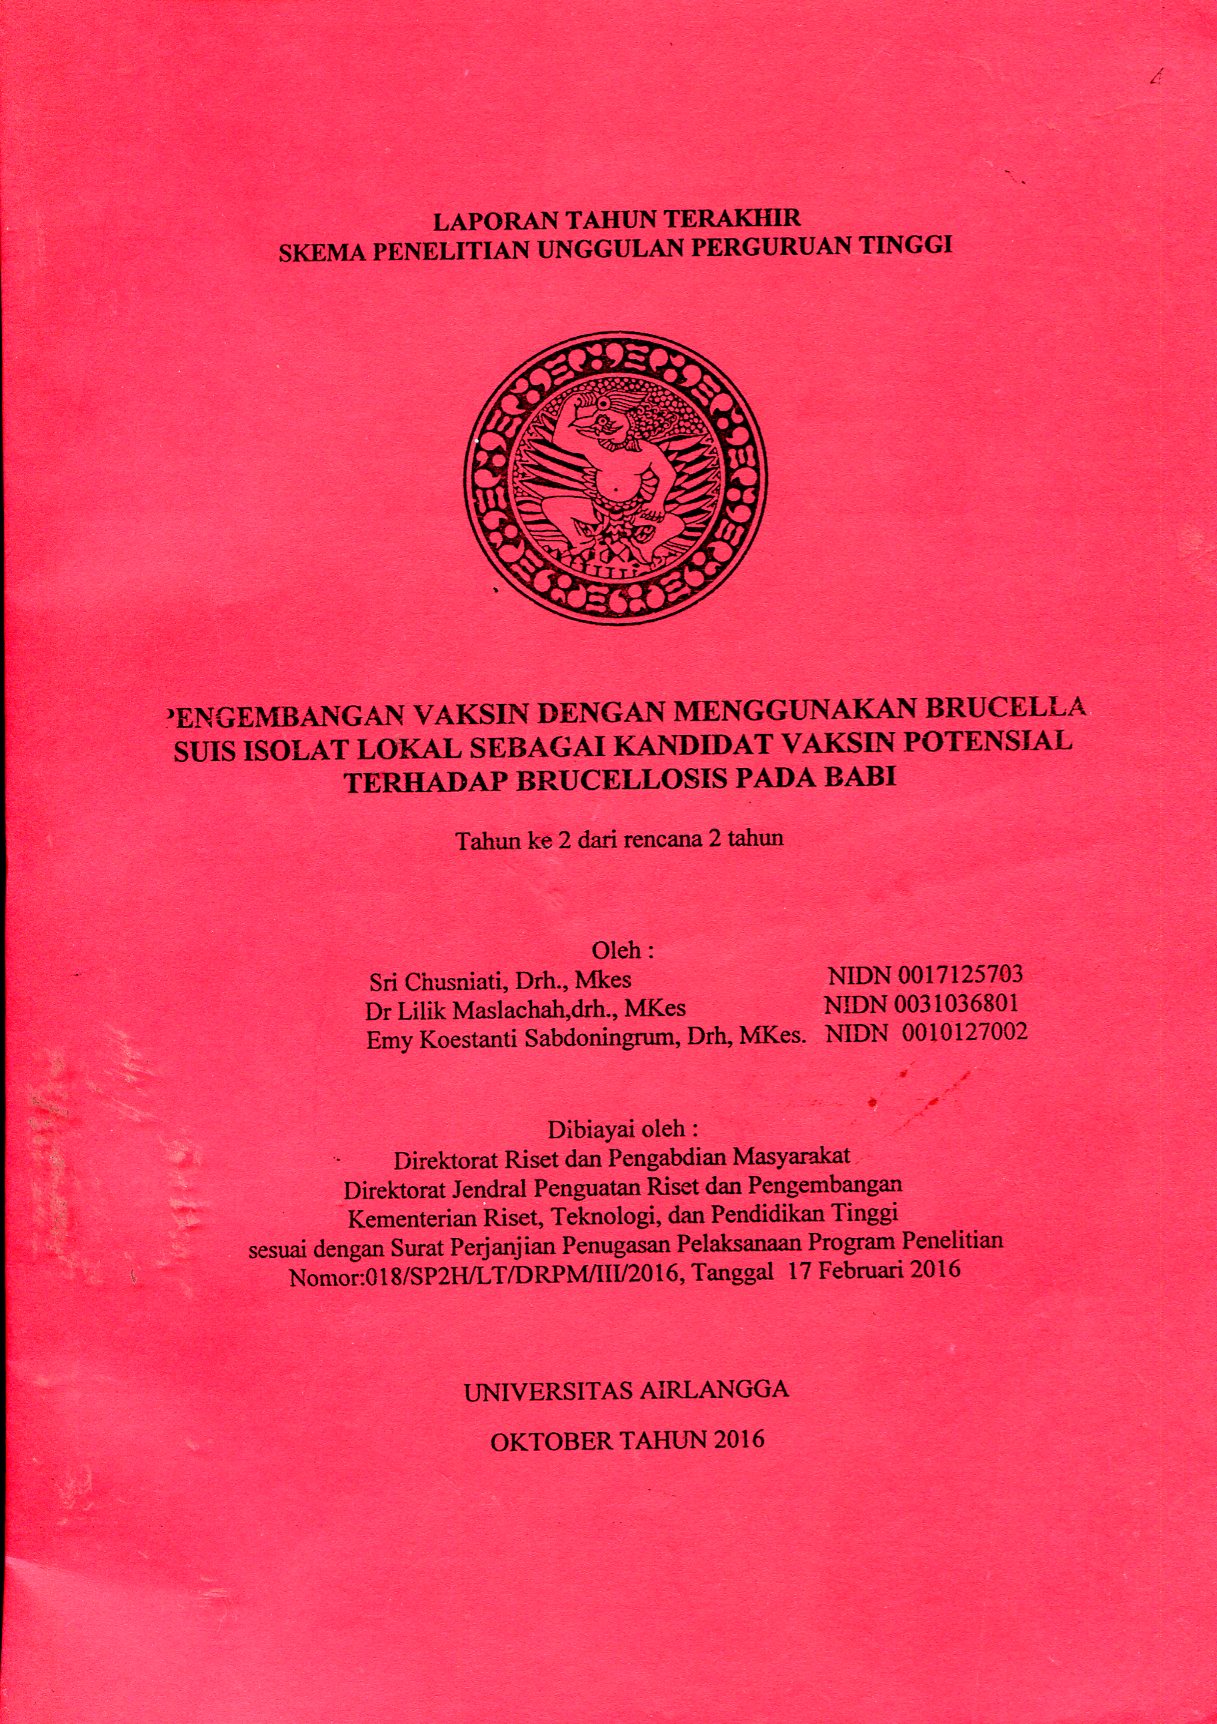 LAPORAN TAHUN TERAKHIR
SKEMA PENELITIAN UNGGULAN PERGURUAN TINGGI
PENGEMBANGAN VAKSIN DENGAN MENGGUNAKAN BRUCELLA
SUIS ISOLAT LOKAL SEBAGAI KANDIDAT VAKSIN POTENSIAL
TERHADAP BRUCELLOSIS PADA BABI
Tahun ke 2 dari rencana 2 tahun
Oleh :
Sri Chusniati, Drh., Mkes NIDN 0017125703
Dr Lilik Maslachah,drh., MKes NIDN 0031036801
Emy Koestanti Sabdoningrum, Drh, MKes. NIDN 0010127002
Dibiayai oleh :
Direktorat Riset dan Pengabdian Masyarakat
Direktorat Jendral Penguatan Riset dan Pengembangan
Kementerian Riset, Teknologi, dan Pendidikan Tinggi
sesuai dengan Surat Perjanjian Penugasan Pelaksanaan Program Penelitian
Nomor:018/SP2H/LT/DRPM/III/2016, Tanggal 17 Februari 2016
UNIVERSITAS AIRLANGGA
OKTOBER TAHUN 2016